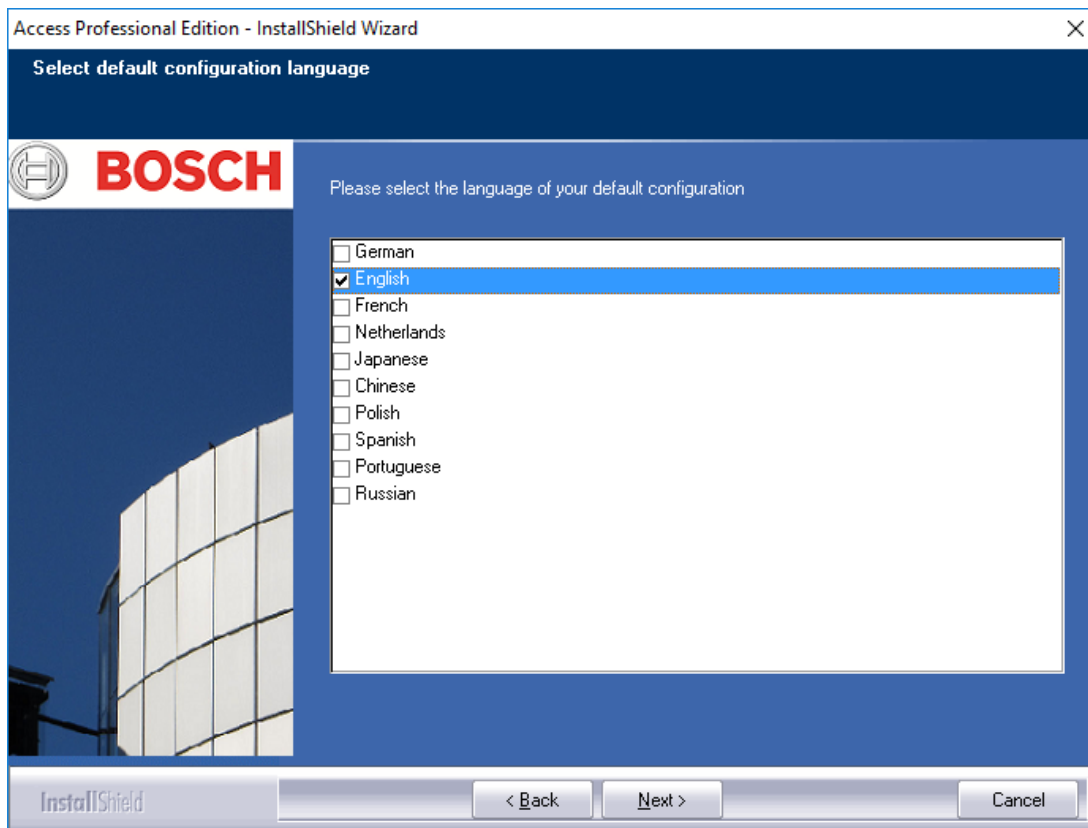 Access Professional Edition - InstallShield Wizard
Select default configuration language
BOSCH
Please select the language of your default configuration
German
English
French
Netherlands
Japanese
Chinese
Polish
Spanish
Portuguese
Russian
InstallShield
< Back
Next >
Cancel